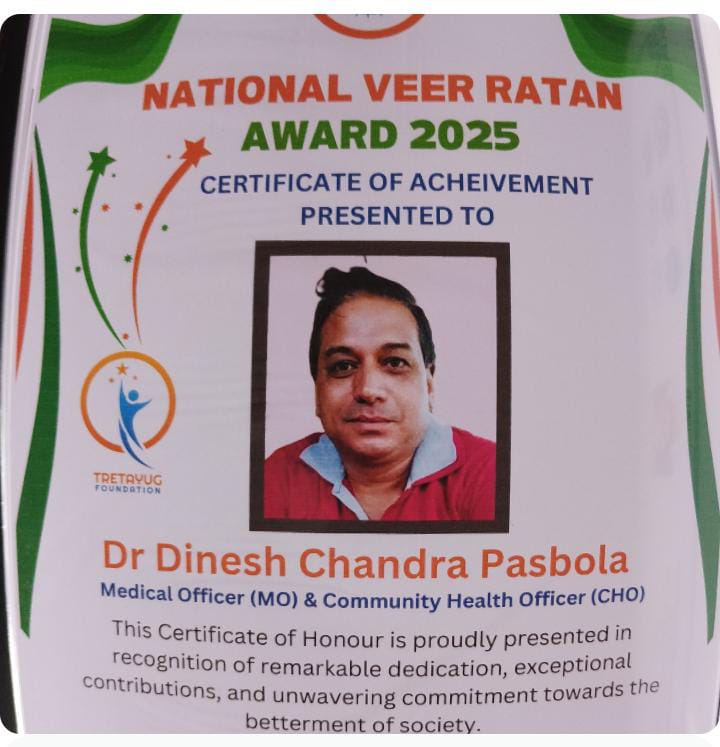 NATIONAL VEER RATAN
AWARD 2025
CERTIFICATE OF ACHEIVEMENT
PRESENTED TO
TRETAYUG
FOUNDATION
Dr Dinesh Chandra Pasbola
Medical Officer (MO) & Community Health Officer (CHO)
This Certificate of Honour is proudly presented in
recognition of remarkable dedication, exceptional
contributions, and unwavering commitment towards the
betterment of society.